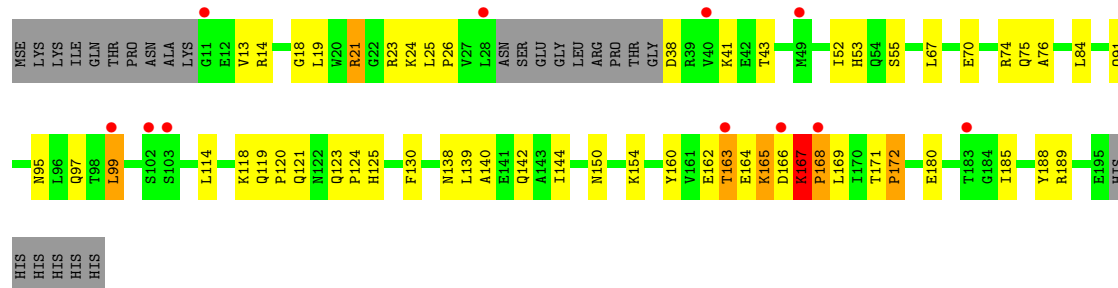 MSE LYS LYS ILE GLN THR PRO ASN ALA LYS G11 E12 V13 R14 G18 L19 W20 R21 G22 R23 K24 L25 P26 V27 L28 ASN SER GLU GLY GLY LEU ARG PRO THR GLY D38 R39 V40 K41 E42 T43 M49 I52 H53 Q54 S55 L67 E70 R74 Q75 A76 L84
N95 L96 Q97 T98 L99 S102 S103 L114 K118 Q119 P120 Q121 N122 Q123 P124 H125 F130 N138 L139 A140 E141 Q142 A143 I144 N150 K154 Y160 V161 E162 T163 E164 K165 D166 K167 P168 L169 I170 T171 P172 E180 T183 G184 I185 Y188 R189 E195 HIS
HIS HIS HIS HIS HIS